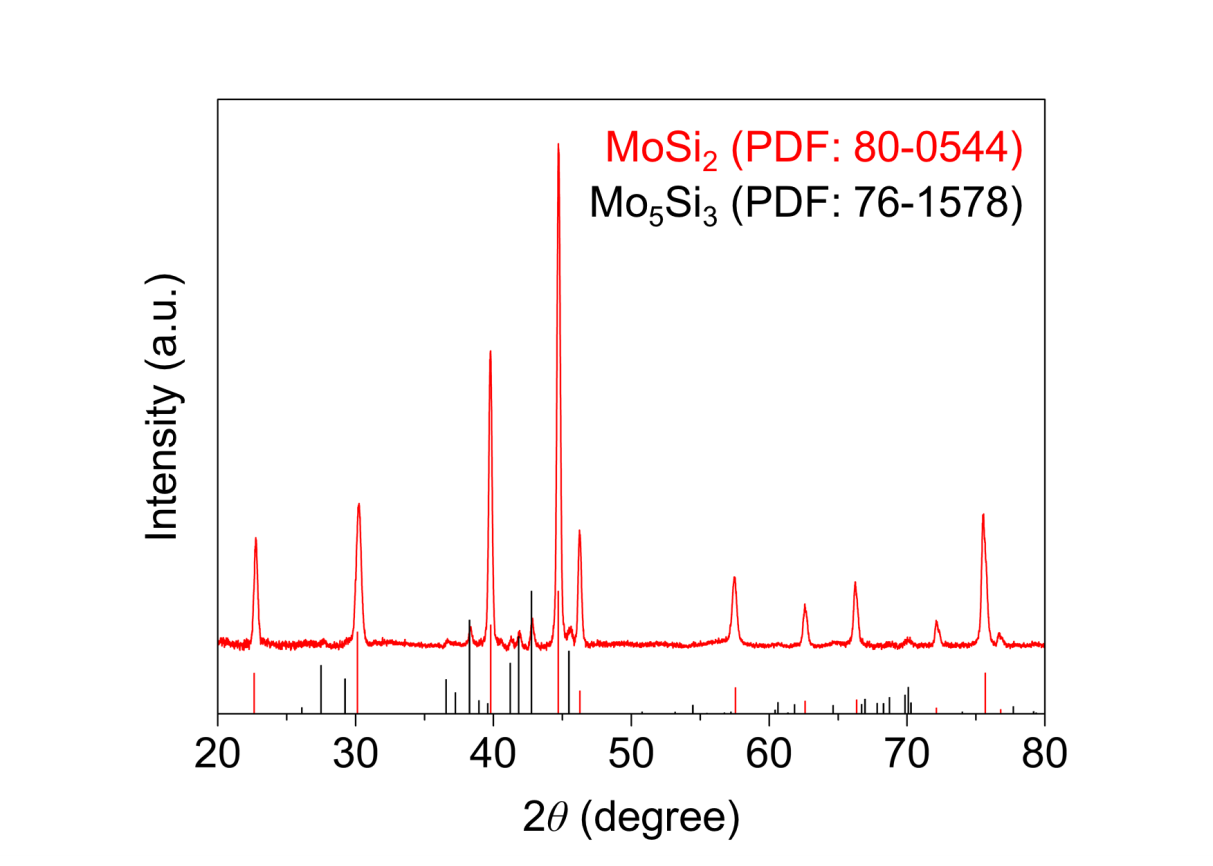 MoSi₂ (PDF: 80-0544)
Mo₅Si₃ (PDF: 76-1578)
Intensity (a.u.)
20 30 40 50 60 70 80
2θ (degree)